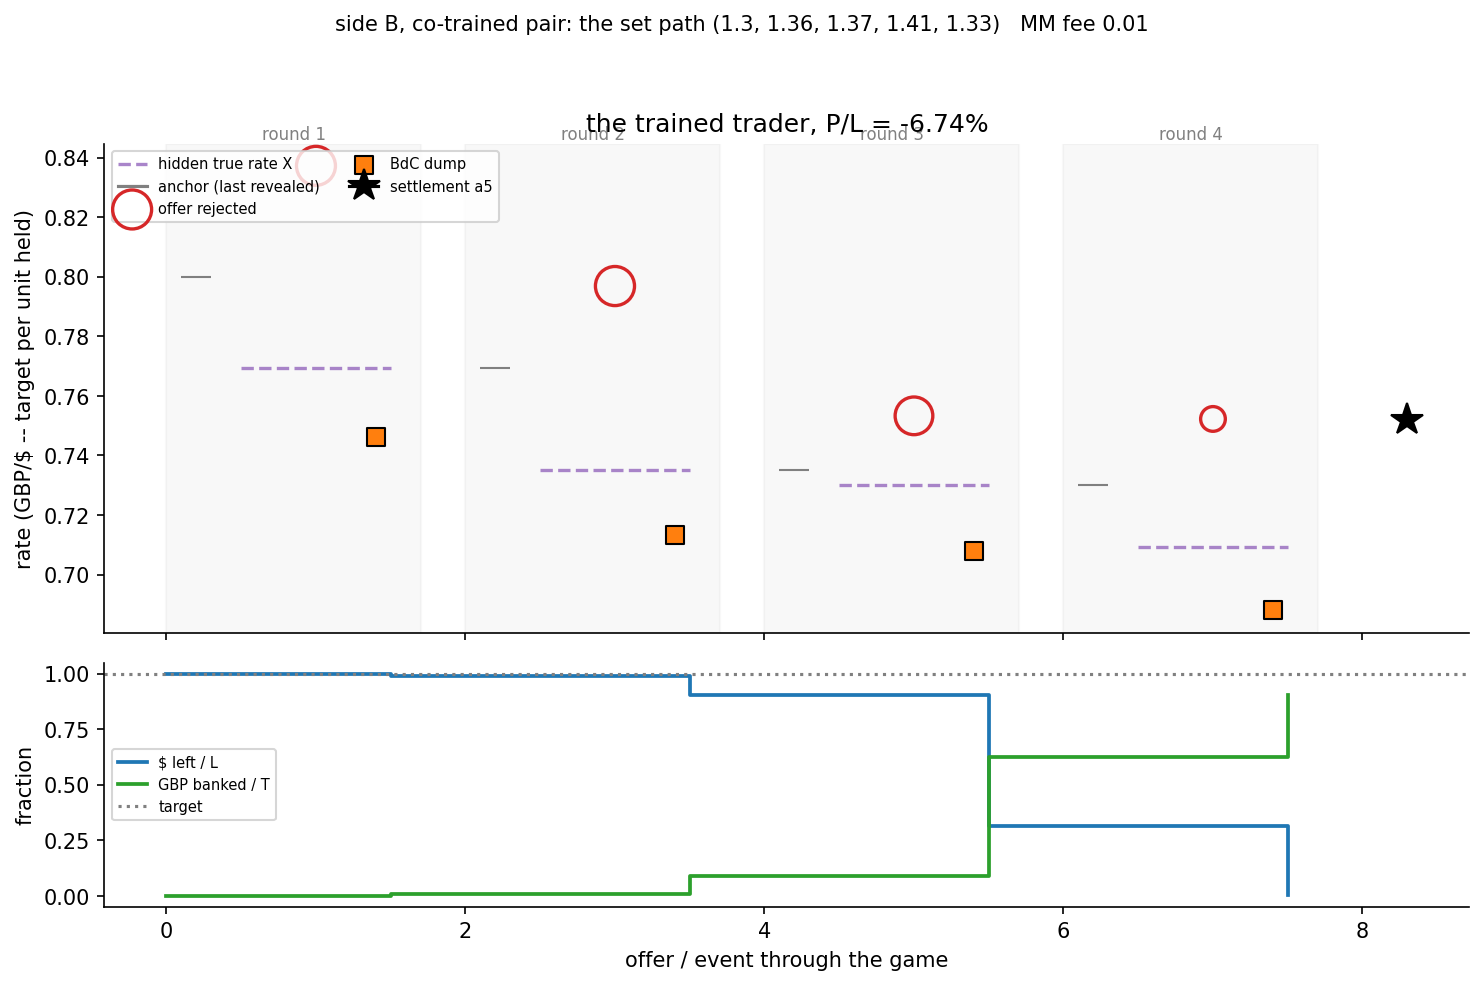 side B, co-trained pair: the set path (1.3, 1.36, 1.37, 1.41, 1.33)   MM fee 0.01
the trained trader, P/L = -6.74%
round 1
round 2
round 3
round 4
hidden true rate X
anchor (last revealed)
offer rejected
BdC dump
settlement a5
rate (GBP/$ -- target per unit held)
0.84
0.82
0.80
0.78
0.76
0.74
0.72
0.70
fraction
1.00
0.75
0.50
0.25
0.00
$ left / L
GBP banked / T
target
0
2
4
6
8
offer / event through the game